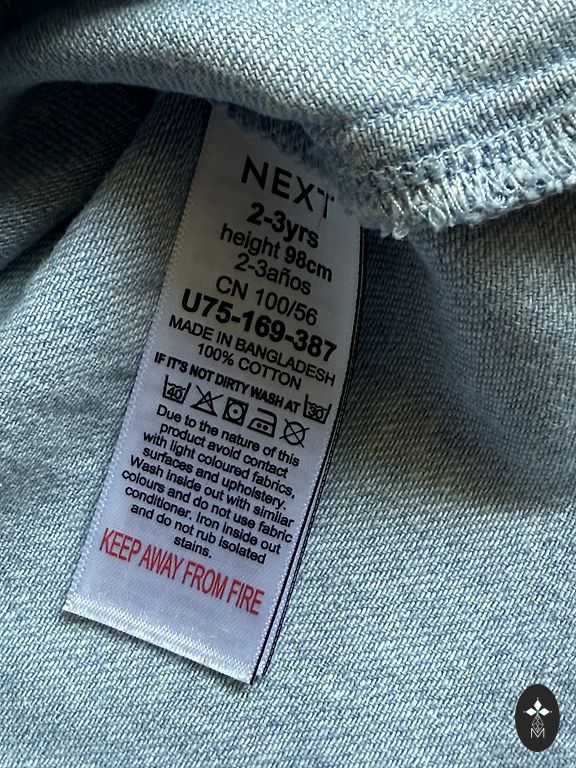 NEXT
2-3yrs
height 98cm
2-3años
CN 100/56
U75-169-387
MADE IN BANGLADESH
100% COTTON
IF IT'S NOT DIRTY WASH AT 30
40
Due to the nature of this
product avoid contact
with light coloured fabrics,
surfaces and upholstery.
Wash inside out with similar
colours and do not use fabric
conditioner. Iron inside out
and do not rub isolated
stains.
KEEP AWAY FROM FIRE
M